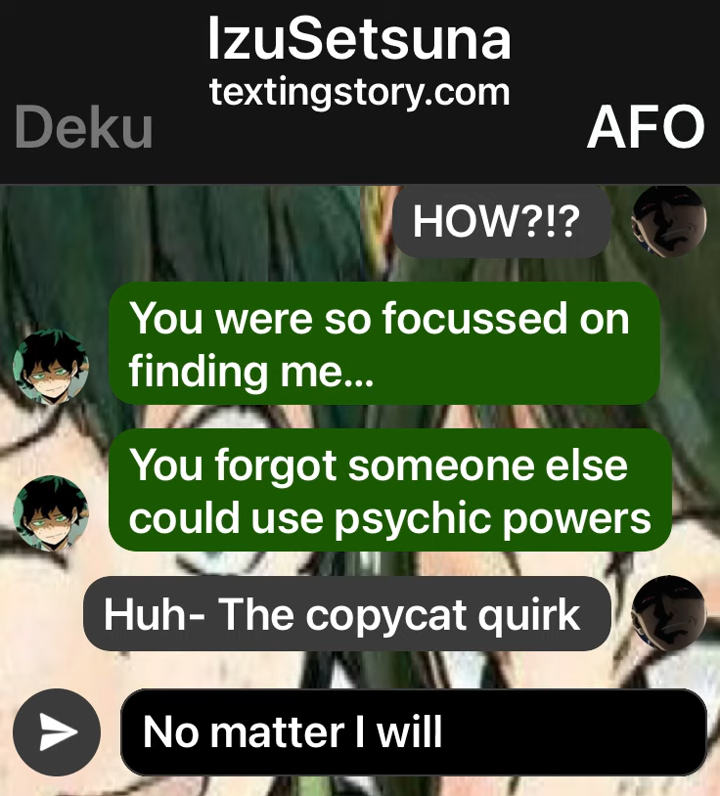 IzuSetsuna
textingstory.com
Deku
AFO
HOW?!?
You were so focussed on
finding me...
You forgot someone else
could use psychic powers
Huh- The copycat quirk
No matter I will